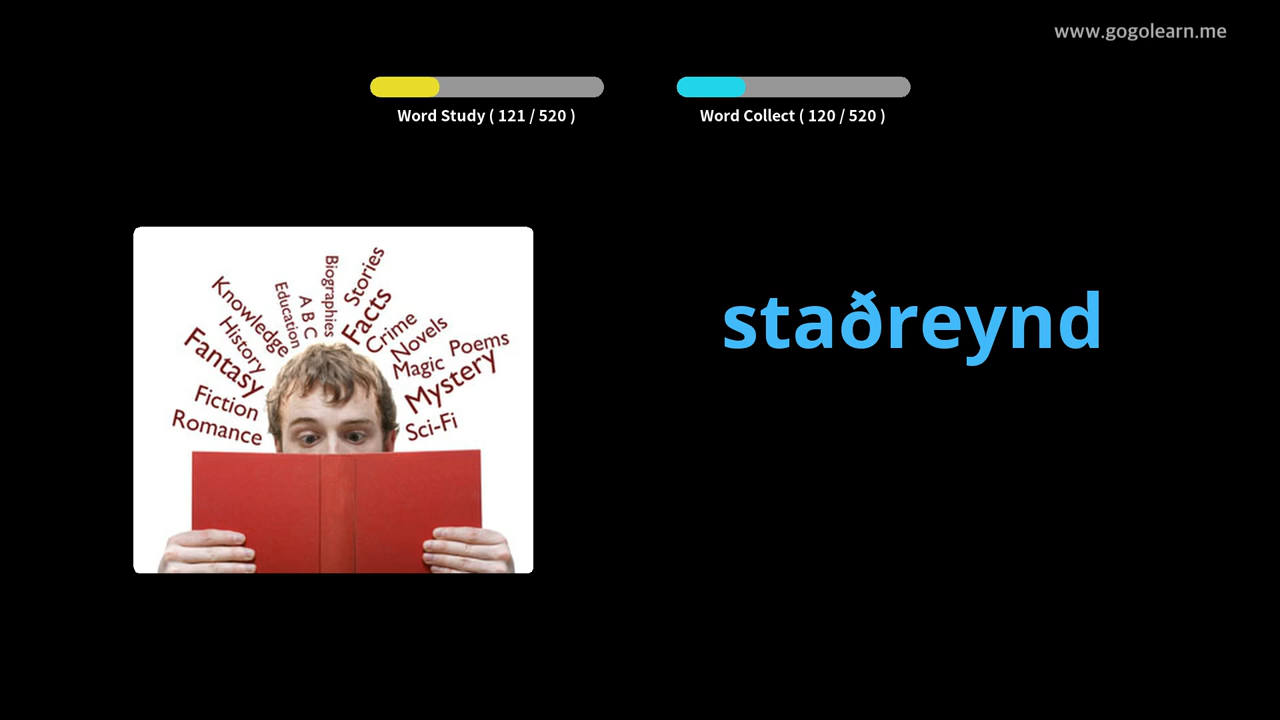 www.gogolearn.me
Word Study ( 121 / 520 )
Word Collect ( 120 / 520 )
staðreynd
Stories
Biographies
Facts
A B C
Education
Knowledge
Crime
History
Novels
Poems
Fantasy
Magic
Mystery
Fiction
Romance
Sci-Fi